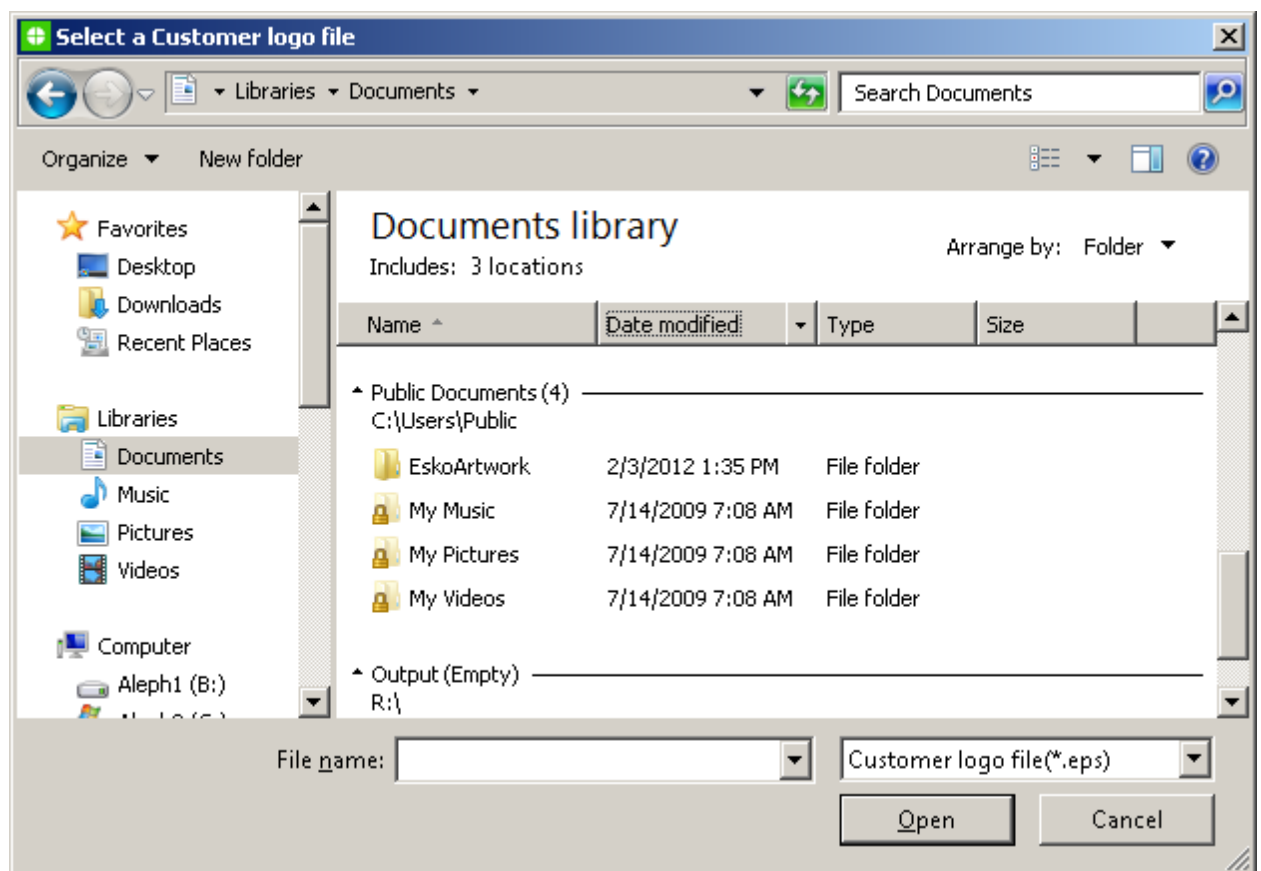 Select a Customer logo file
Libraries Documents Search Documents
Organize New folder
Favorites
Desktop
Downloads
Recent Places
Libraries
Documents
Music
Pictures
Videos
Computer
Aleph1 (B:)
Documents library
Includes: 3 locations
Arrange by: Folder
Name Date modified Type Size
Public Documents (4)
C:\Users\Public
EskoArtwork 2/3/2012 1:35 PM File folder
My Music 7/14/2009 7:08 AM File folder
My Pictures 7/14/2009 7:08 AM File folder
My Videos 7/14/2009 7:08 AM File folder
Output (Empty)
R:\
File name: Customer logo file(*.eps)
Open Cancel